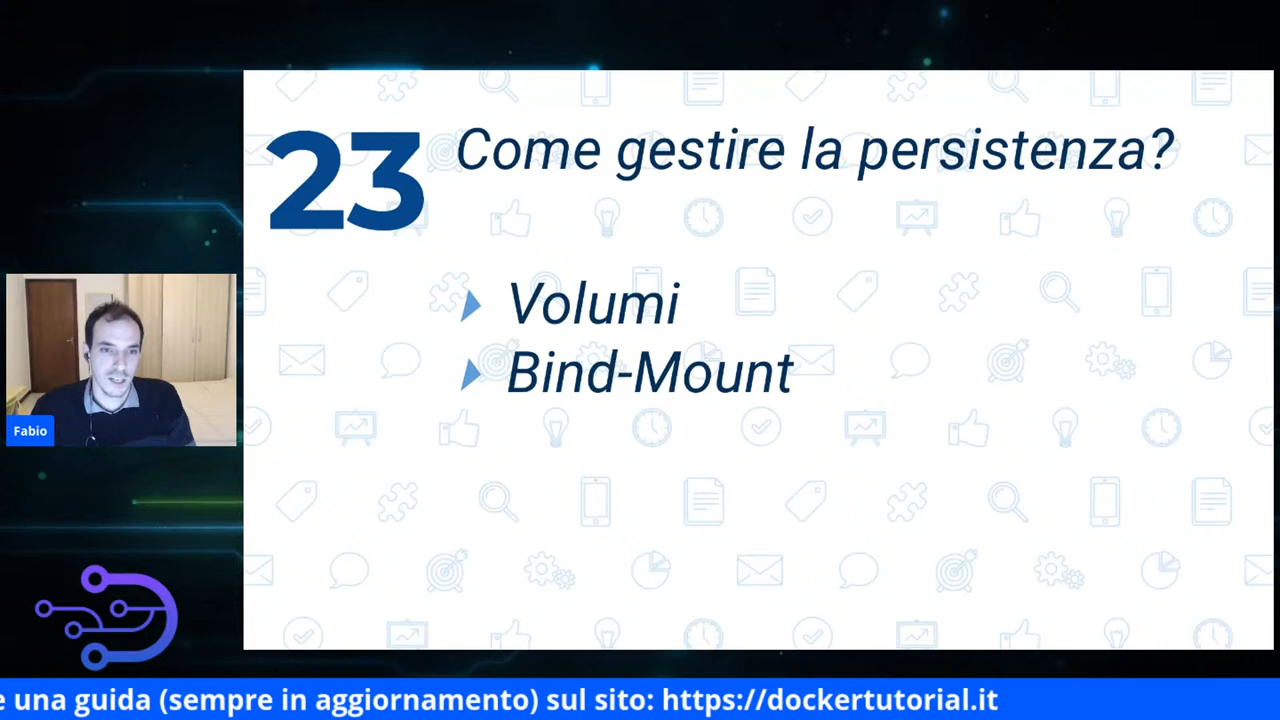 23
Come gestire la persistenza?
Volumi
Bind-Mount
Fabio
e una guida (sempre in aggiornamento) sul sito: https://dockertutorial.it